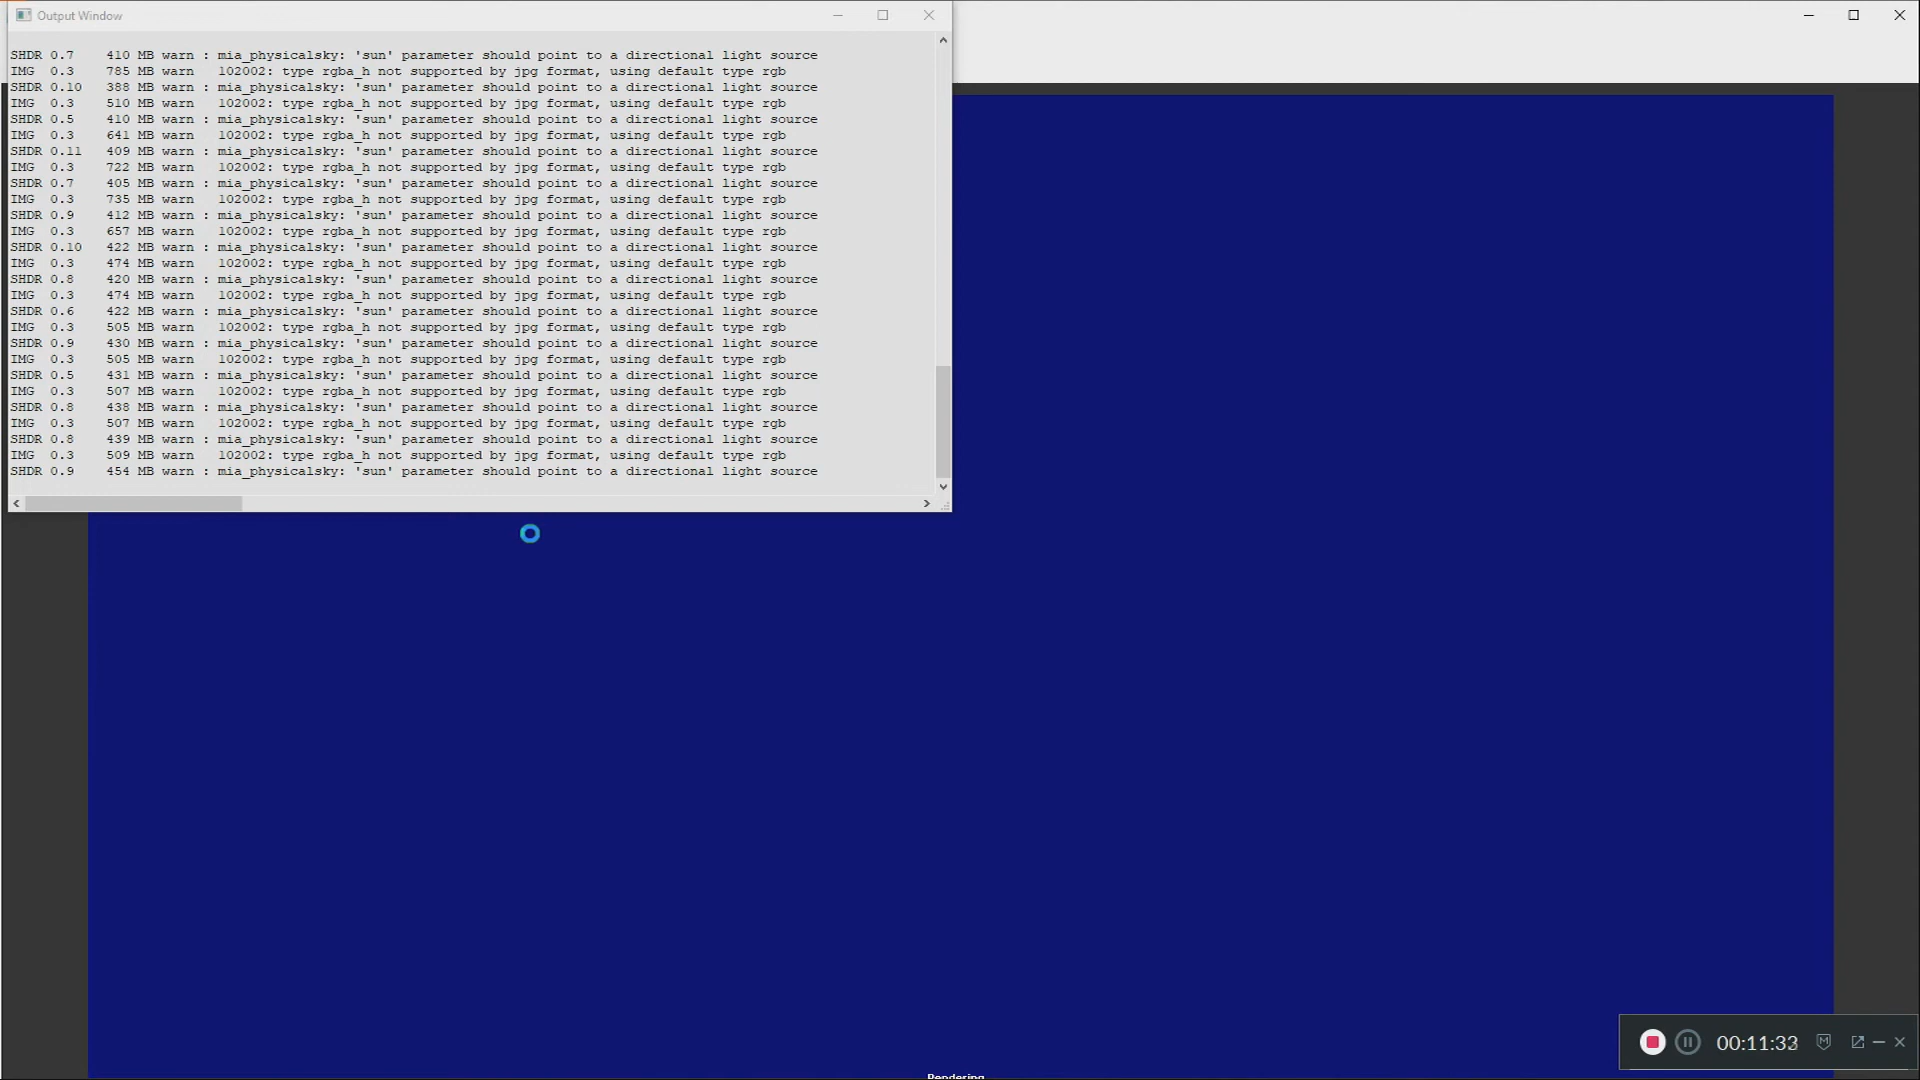 Output Window
SHDR 0.7    410 MB warn : mia_physicalsky: 'sun' parameter should point to a directional light source
IMG  0.3    785 MB warn   102002: type rgba_h not supported by jpg format, using default type rgb
SHDR 0.10   388 MB warn : mia_physicalsky: 'sun' parameter should point to a directional light source
IMG  0.3    510 MB warn   102002: type rgba_h not supported by jpg format, using default type rgb
SHDR 0.5    410 MB warn : mia_physicalsky: 'sun' parameter should point to a directional light source
IMG  0.3    641 MB warn   102002: type rgba_h not supported by jpg format, using default type rgb
SHDR 0.11   409 MB warn : mia_physicalsky: 'sun' parameter should point to a directional light source
IMG  0.3    722 MB warn   102002: type rgba_h not supported by jpg format, using default type rgb
SHDR 0.7    405 MB warn : mia_physicalsky: 'sun' parameter should point to a directional light source
IMG  0.3    735 MB warn   102002: type rgba_h not supported by jpg format, using default type rgb
SHDR 0.9    412 MB warn : mia_physicalsky: 'sun' parameter should point to a directional light source
IMG  0.3    657 MB warn   102002: type rgba_h not supported by jpg format, using default type rgb
SHDR 0.10   422 MB warn : mia_physicalsky: 'sun' parameter should point to a directional light source
IMG  0.3    474 MB warn   102002: type rgba_h not supported by jpg format, using default type rgb
SHDR 0.8    420 MB warn : mia_physicalsky: 'sun' parameter should point to a directional light source
IMG  0.3    474 MB warn   102002: type rgba_h not supported by jpg format, using default type rgb
SHDR 0.6    422 MB warn : mia_physicalsky: 'sun' parameter should point to a directional light source
IMG  0.3    505 MB warn   102002: type rgba_h not supported by jpg format, using default type rgb
SHDR 0.9    430 MB warn : mia_physicalsky: 'sun' parameter should point to a directional light source
IMG  0.3    505 MB warn   102002: type rgba_h not supported by jpg format, using default type rgb
SHDR 0.5    431 MB warn : mia_physicalsky: 'sun' parameter should point to a directional light source
IMG  0.3    507 MB warn   102002: type rgba_h not supported by jpg format, using default type rgb
SHDR 0.8    438 MB warn : mia_physicalsky: 'sun' parameter should point to a directional light source
IMG  0.3    507 MB warn   102002: type rgba_h not supported by jpg format, using default type rgb
SHDR 0.8    439 MB warn : mia_physicalsky: 'sun' parameter should point to a directional light source
IMG  0.3    509 MB warn   102002: type rgba_h not supported by jpg format, using default type rgb
SHDR 0.9    454 MB warn : mia_physicalsky: 'sun' parameter should point to a directional light source
00:11:33
Rendering